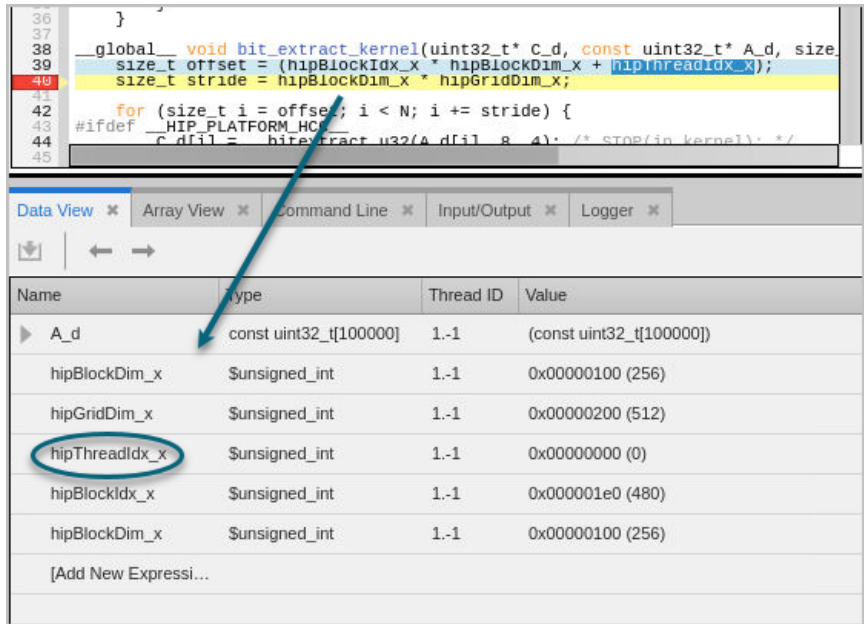 36 }
37
38 __global__ void bit_extract_kernel(uint32_t* C_d, const uint32_t* A_d, size_
39 size_t offset = (hipBlockIdx_x * hipBlockDim_x + hipThreadIdx_x);
40 size_t stride = hipBlockDim_x * hipGridDim_x;
41
42 for (size_t i = offset; i < N; i += stride) {
43 #ifdef __HIP_PLATFORM_HCC__
44 C_d[i] = __bitextract_u32(A_d[i], 8, 4); /* STOP(in kernel): */
45
Data View Array View Command Line Input/Output Logger
Name Type Thread ID Value
A_d const uint32_t[100000] 1.-1 (const uint32_t[100000])
hipBlockDim_x $unsigned_int 1.-1 0x00000100 (256)
hipGridDim_x $unsigned_int 1.-1 0x00000200 (512)
hipThreadIdx_x $unsigned_int 1.-1 0x00000000 (0)
hipBlockIdx_x $unsigned_int 1.-1 0x000001e0 (480)
hipBlockDim_x $unsigned_int 1.-1 0x00000100 (256)
[Add New Expressi...